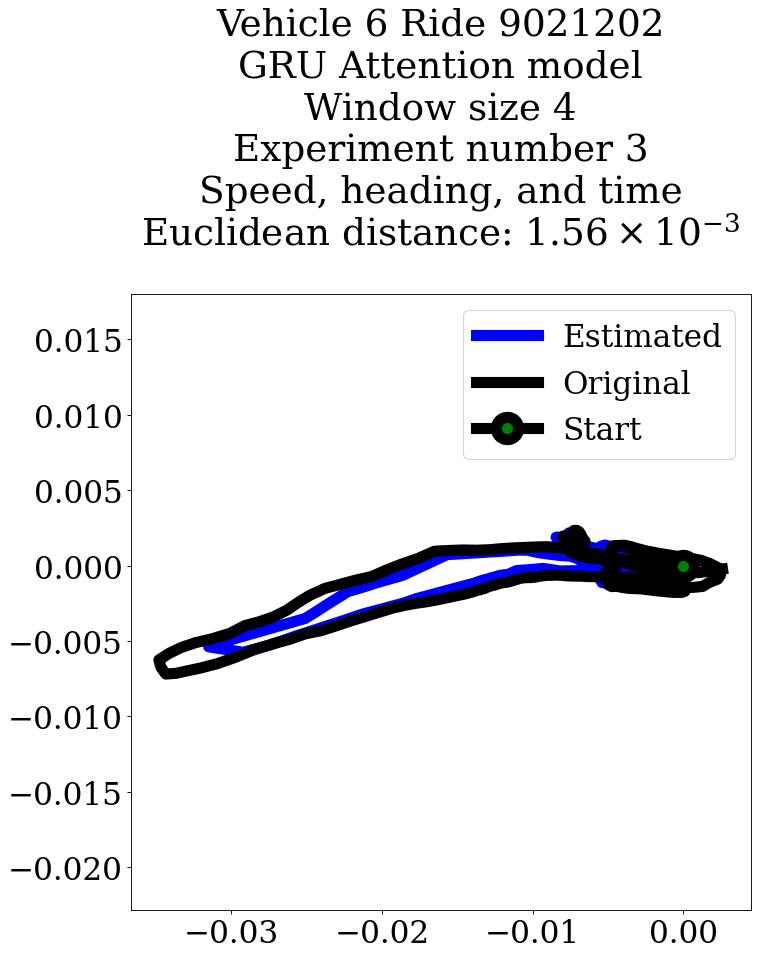 Vehicle 6 Ride 9021202
GRU Attention model
Window size 4
Experiment number 3
Speed, heading, and time
Euclidean distance: 1.56 × 10⁻³
Estimated
Original
Start
0.015
0.010
0.005
0.000
−0.005
−0.010
−0.015
−0.020
−0.03 −0.02 −0.01 0.00